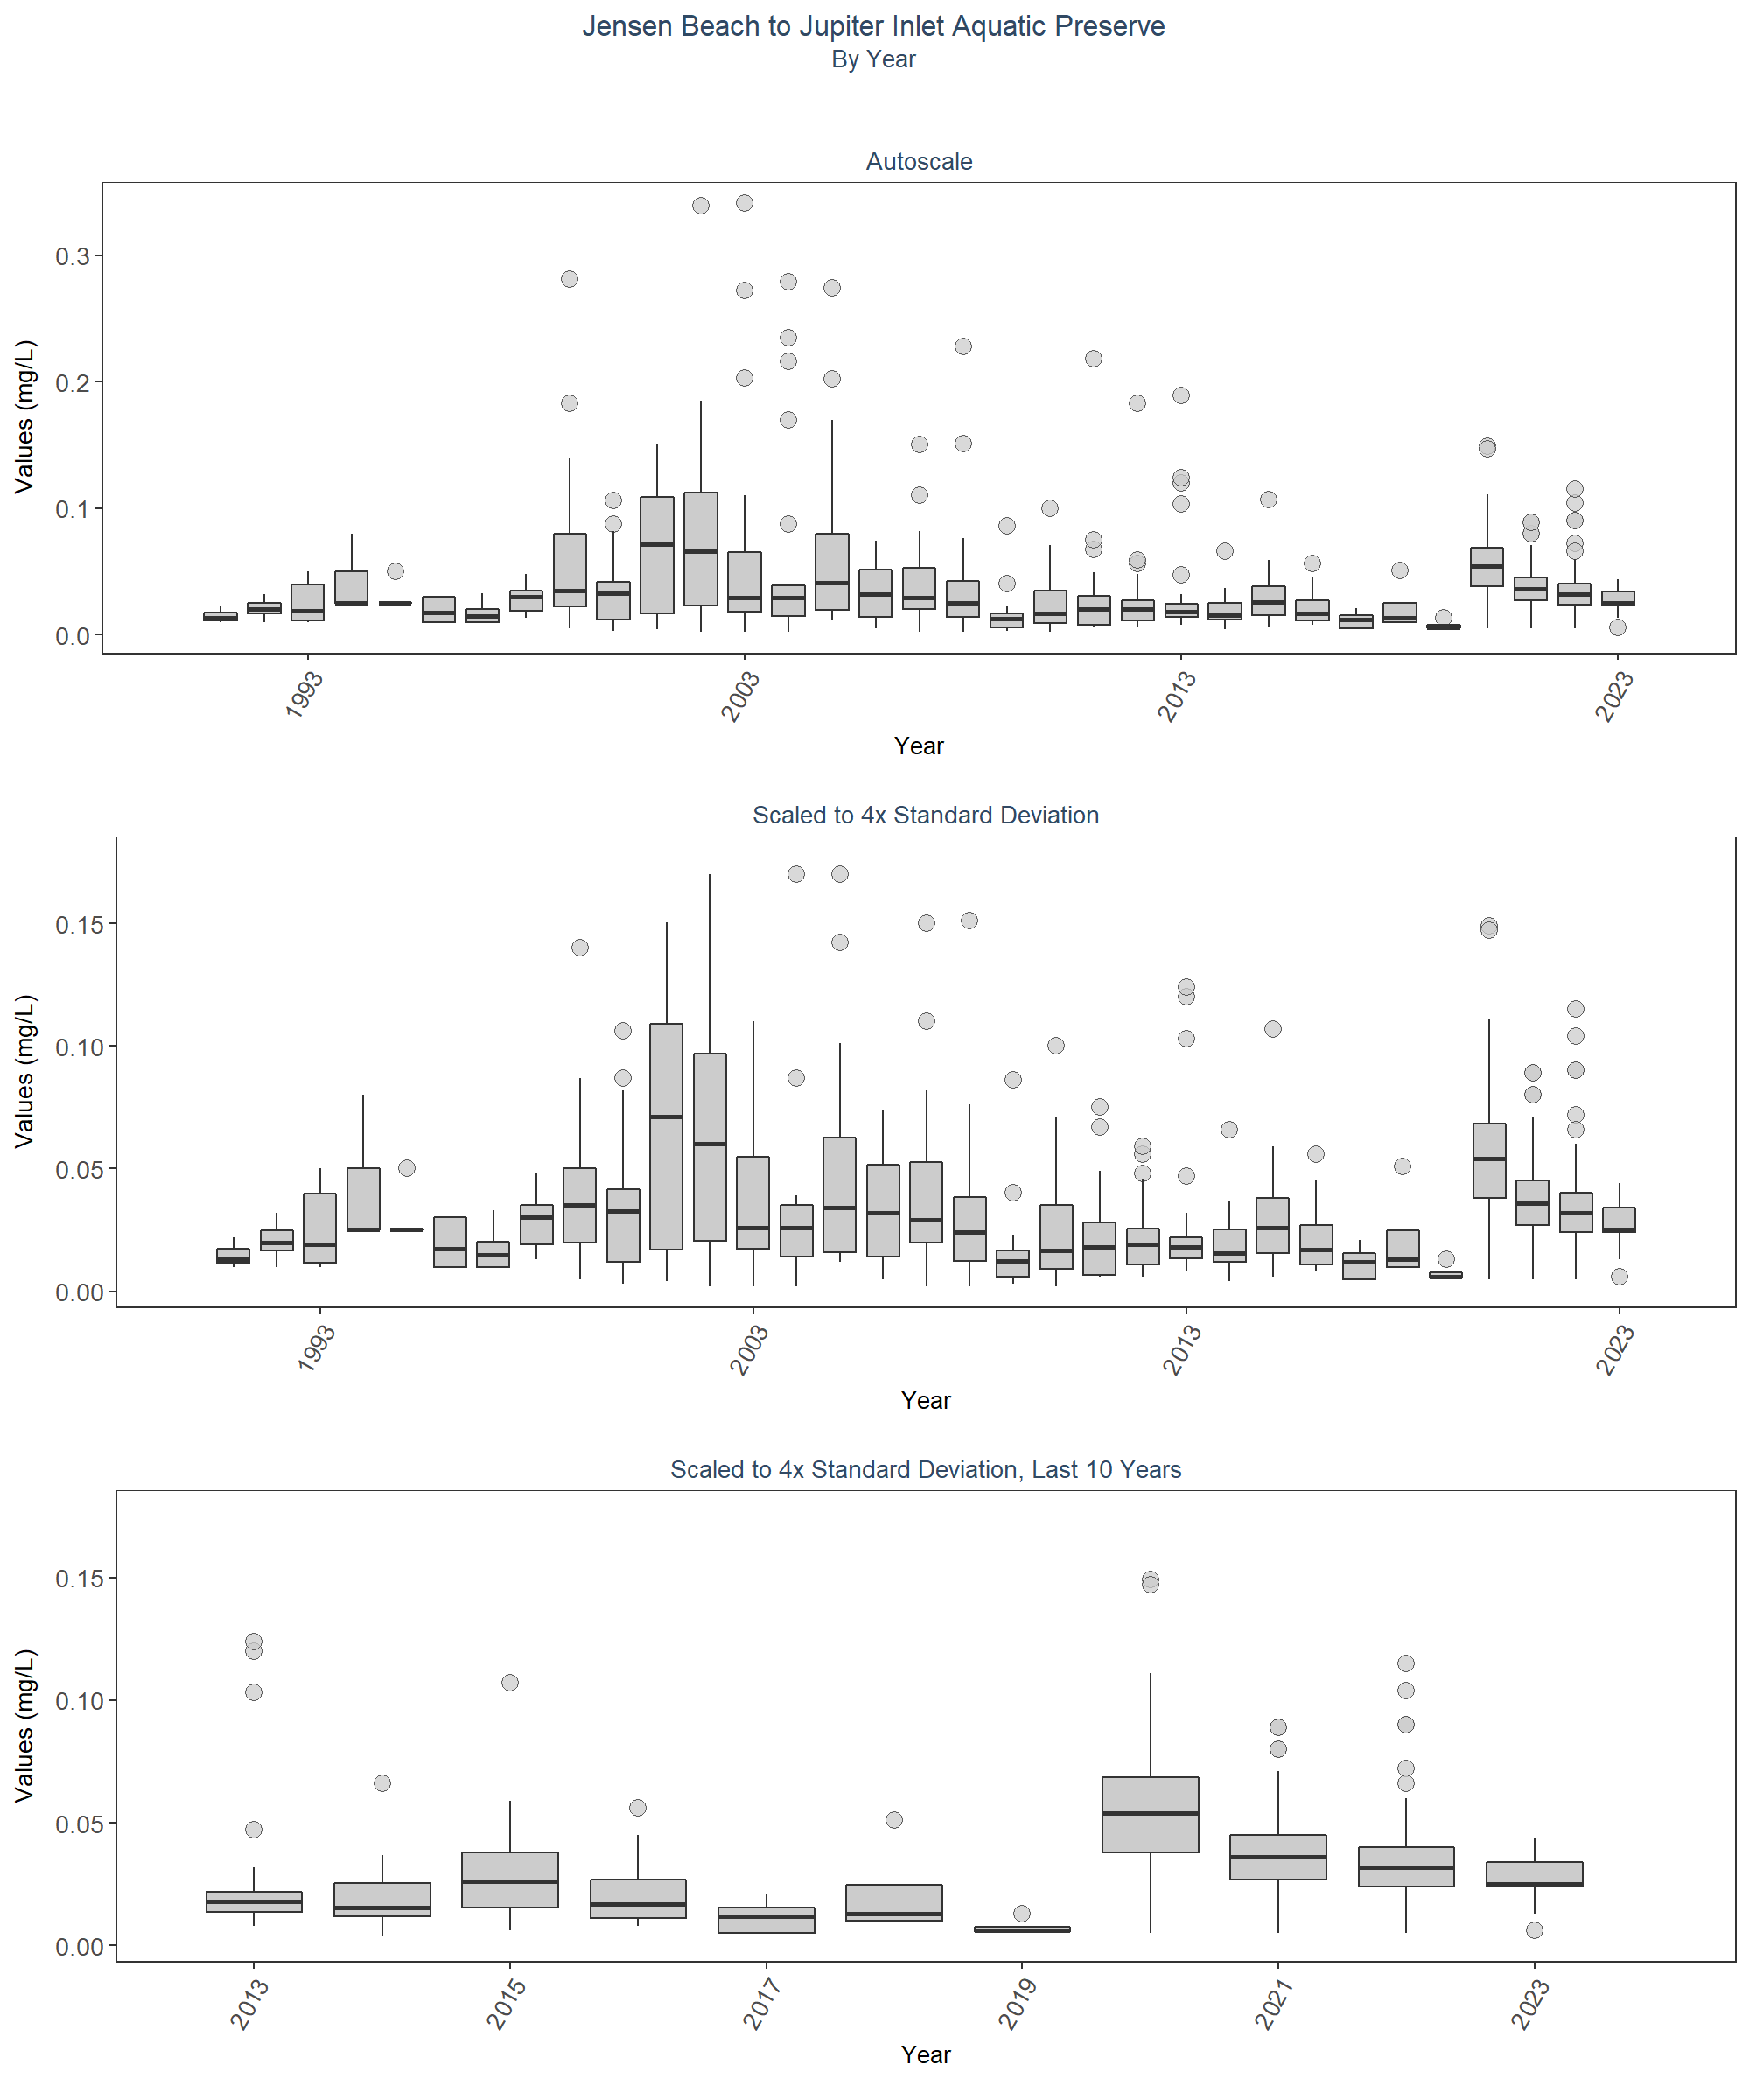 Jensen Beach to Jupiter Inlet Aquatic Preserve
By Year
Autoscale
Values (mg/L)
0.3
0.2
0.1
0.0
1993
2003
2013
2023
Year
Scaled to 4x Standard Deviation
Values (mg/L)
0.15
0.10
0.05
0.00
1993
2003
2013
2023
Year
Scaled to 4x Standard Deviation, Last 10 Years
Values (mg/L)
0.15
0.10
0.05
0.00
2013
2015
2017
2019
2021
2023
Year